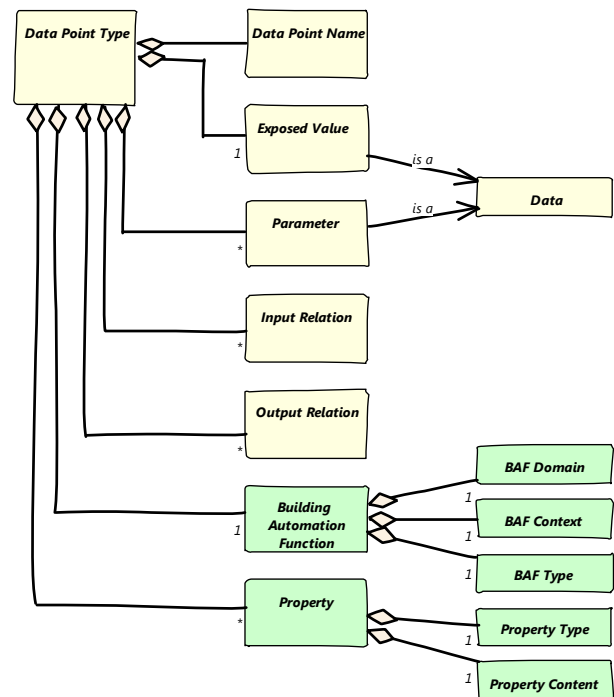 Data Point Type
Data Point Name
Exposed Value
1
is a
Data
Parameter
*
is a
Input Relation
*
Output Relation
*
Building
Automation
Function
1
BAF Domain
1
BAF Context
1
BAF Type
1
Property
*
Property Type
1
Property Content
1